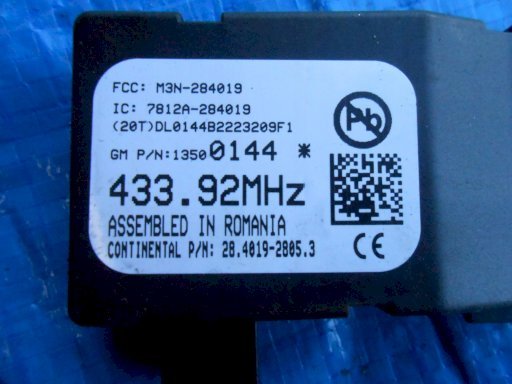 FCC: M3N-284019
IC: 7812A-284019
(20T)DL0144B2223209F1
GM P/N:13500144 *
Pb
433.92MHz
ASSEMBLED IN ROMANIA
CONTINENTAL P/N: 28.4019-2805.3
CE